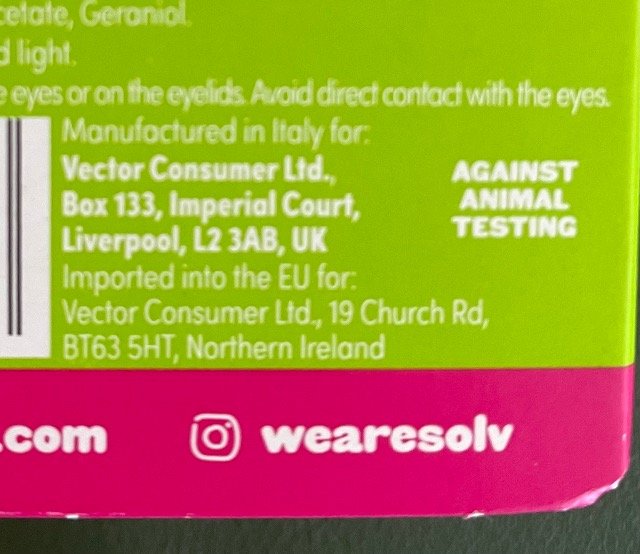 cetate, Geraniol.
d light.
e eyes or on the eyelids. Avoid direct contact with the eyes.
Manufactured in Italy for:
Vector Consumer Ltd.,
Box 133, Imperial Court,
Liverpool, L2 3AB, UK
Imported into the EU for:
Vector Consumer Ltd., 19 Church Rd,
BT63 5HT, Northern Ireland
AGAINST
ANIMAL
TESTING
.com
wearesolv